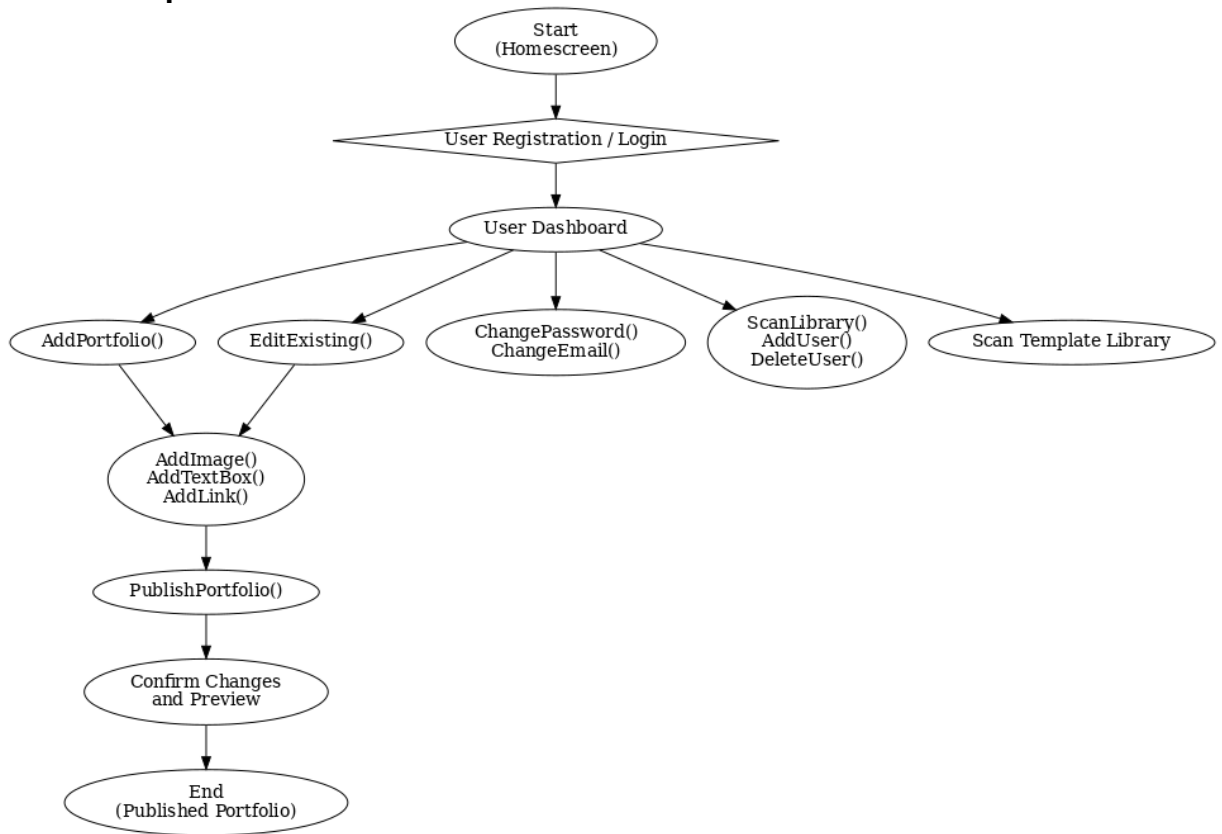 Start
(Homescreen)
User Registration / Login
User Dashboard
AddPortfolio()
EditExisting()
ChangePassword()
ChangeEmail()
ScanLibrary()
AddUser()
DeleteUser()
Scan Template Library
AddImage()
AddTextBox()
AddLink()
PublishPortfolio()
Confirm Changes
and Preview
End
(Published Portfolio)